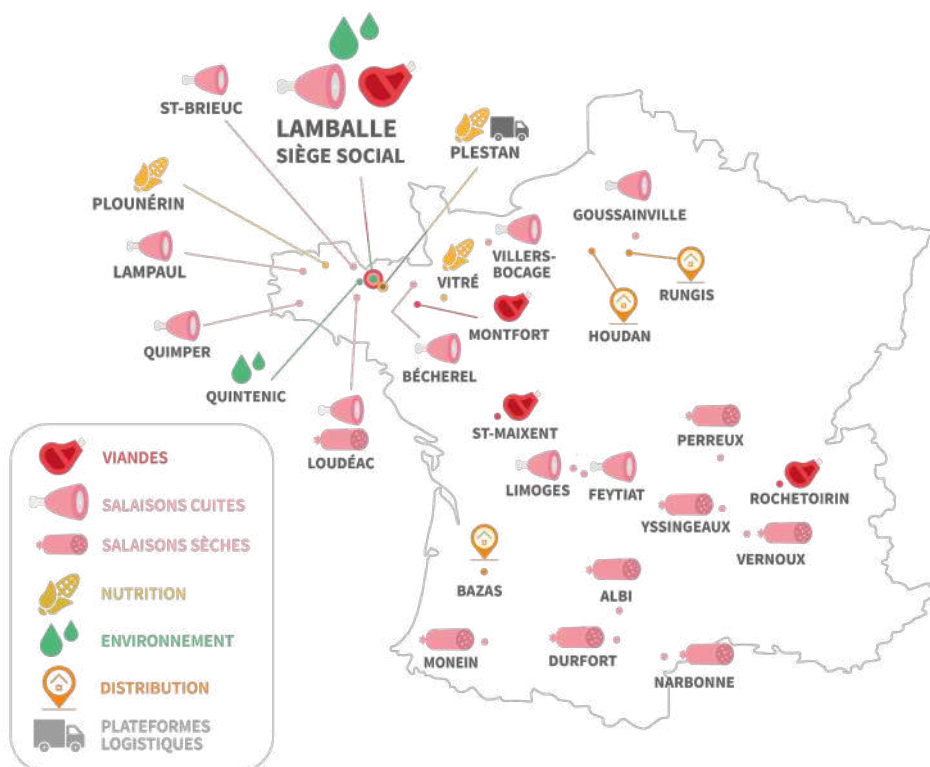 ST-BRIEUC
LAMBALLE
SIÈGE SOCIAL
PLESTAN
PLOUNÉRIN
GOUSSAINVILLE
LAMPAUL
VITRÉ
VILLERS-
BOCAGE
RUNGIS
QUIMPER
MONTFORT
HOUDAN
BÉCHEREL
QUINTENIC
ST-MAIXENT
PERREUX
LOUDÉAC
LIMOGES
FEYTIAT
ROCHETOIRIN
YSSINGEAUX
VERNOUX
BAZAS
ALBI
MONEIN
DURFORT
NARBONNE
VIANDES
SALAISONS CUITES
SALAISONS SÈCHES
NUTRITION
ENVIRONNEMENT
DISTRIBUTION
PLATEFORMES
LOGISTIQUES